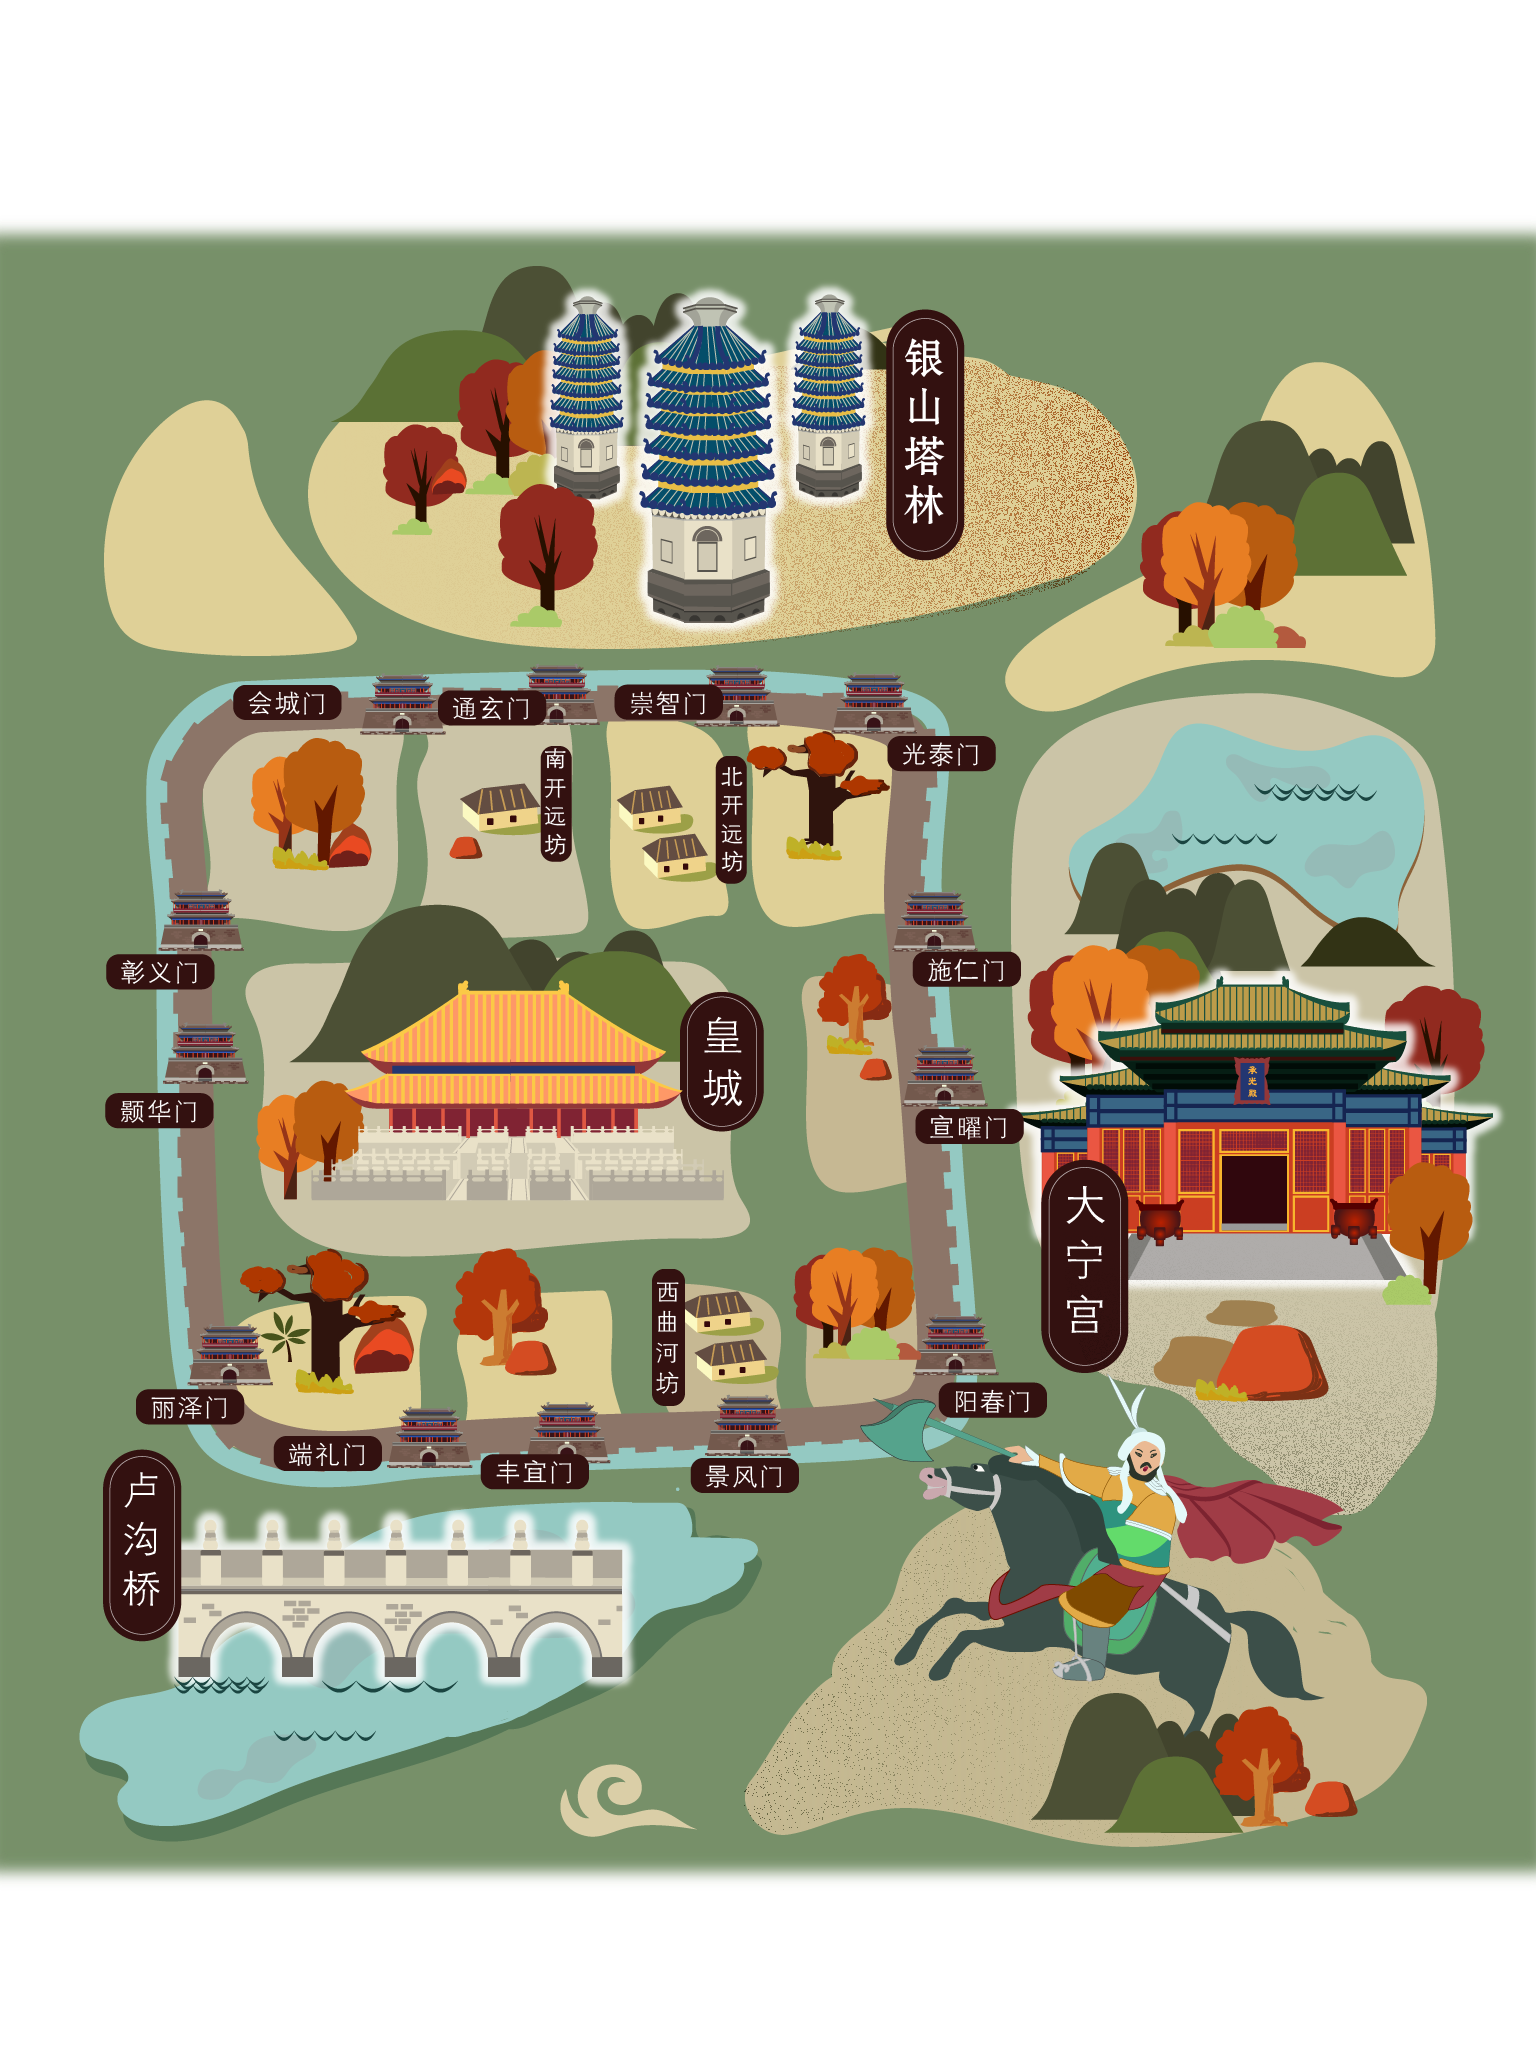 银山塔林
会城门
通玄门
崇智门
光泰门
南开远坊
北开远坊
彰义门
施仁门
皇城
承光殿
颢华门
宣曜门
大宁宫
西曲河坊
丽泽门
阳春门
端礼门
丰宜门
景风门
卢沟桥